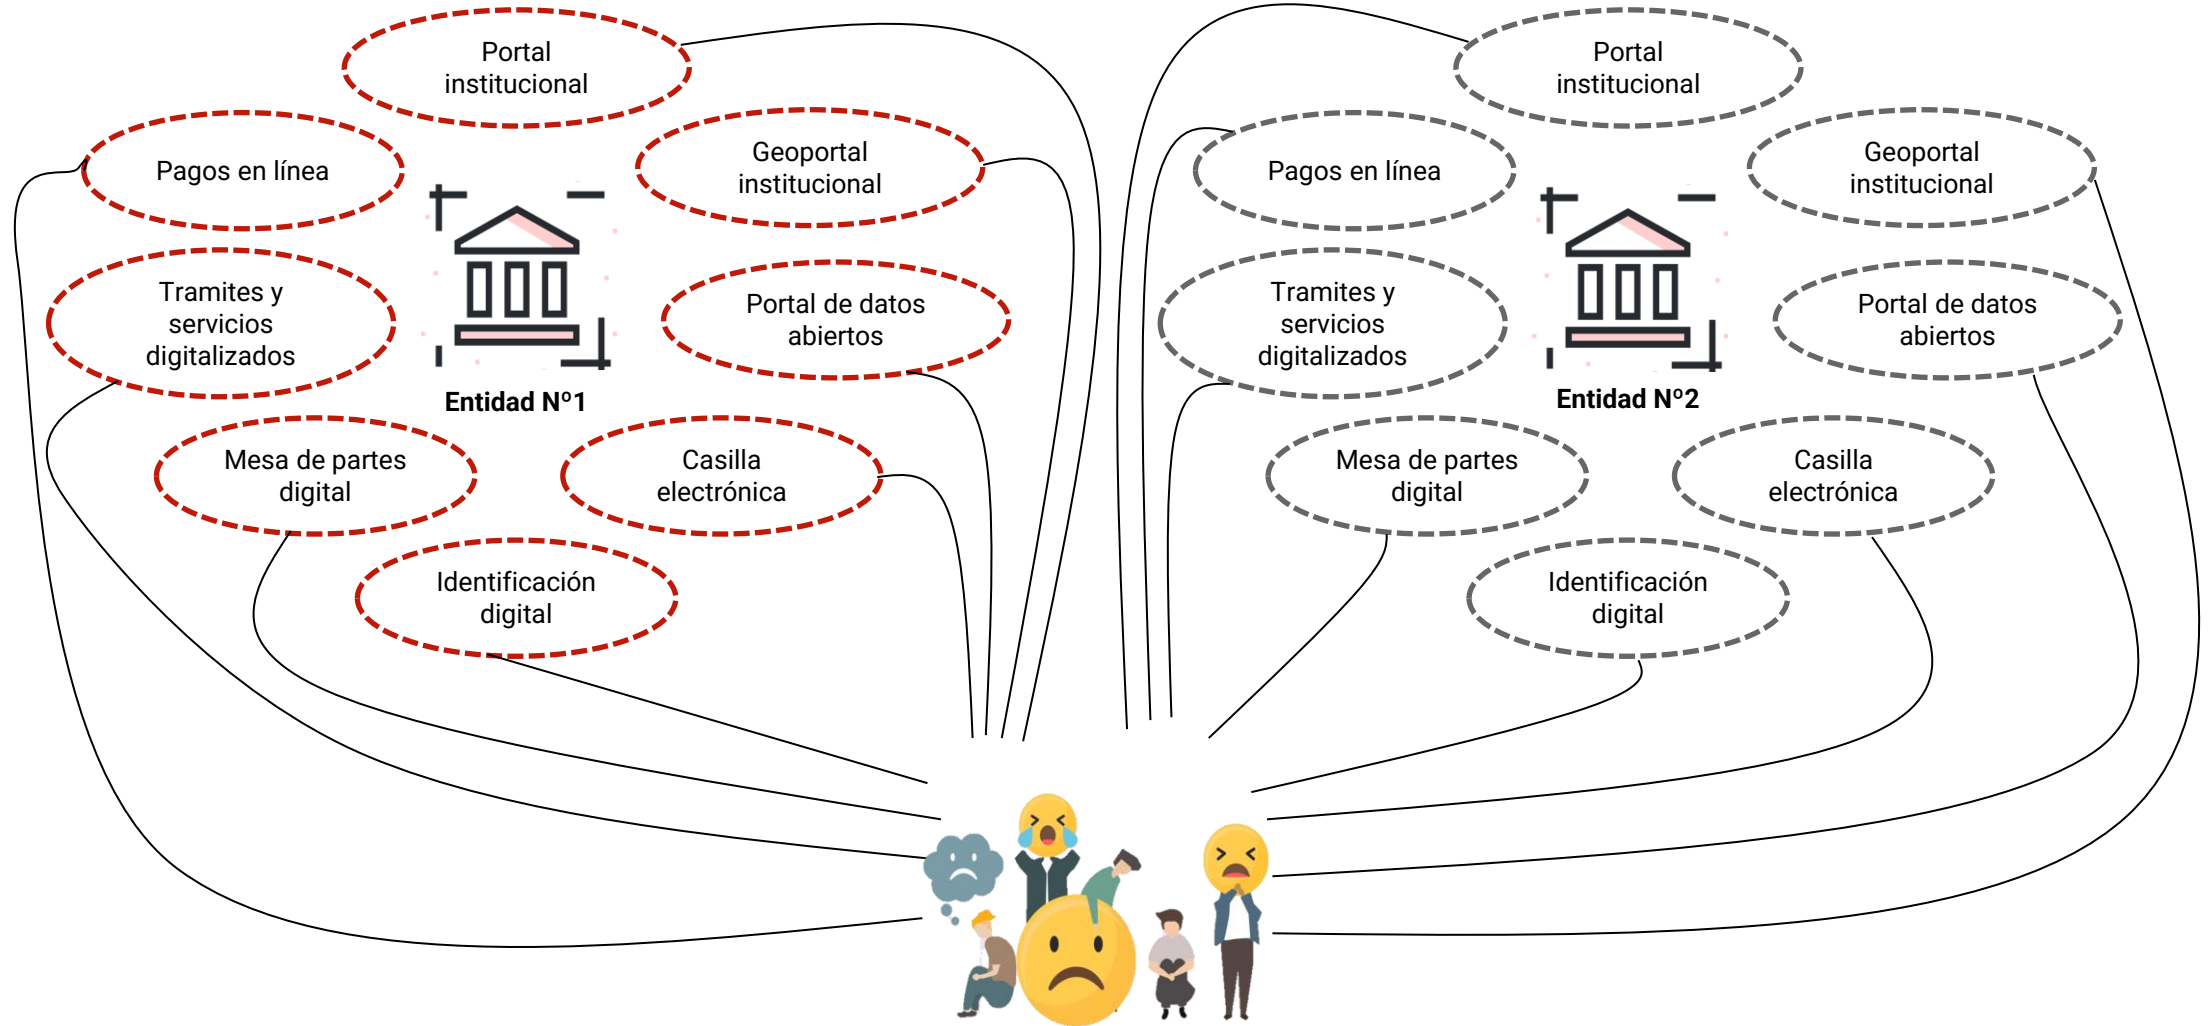 Portal
institucional
Pagos en línea
Geoportal
institucional
Tramites y
servicios
digitalizados
Portal de datos
abiertos
Entidad Nº1
Mesa de partes
digital
Casilla
electrónica
Identificación
digital
Portal
institucional
Pagos en línea
Geoportal
institucional
Tramites y
servicios
digitalizados
Portal de datos
abiertos
Entidad Nº2
Mesa de partes
digital
Casilla
electrónica
Identificación
digital